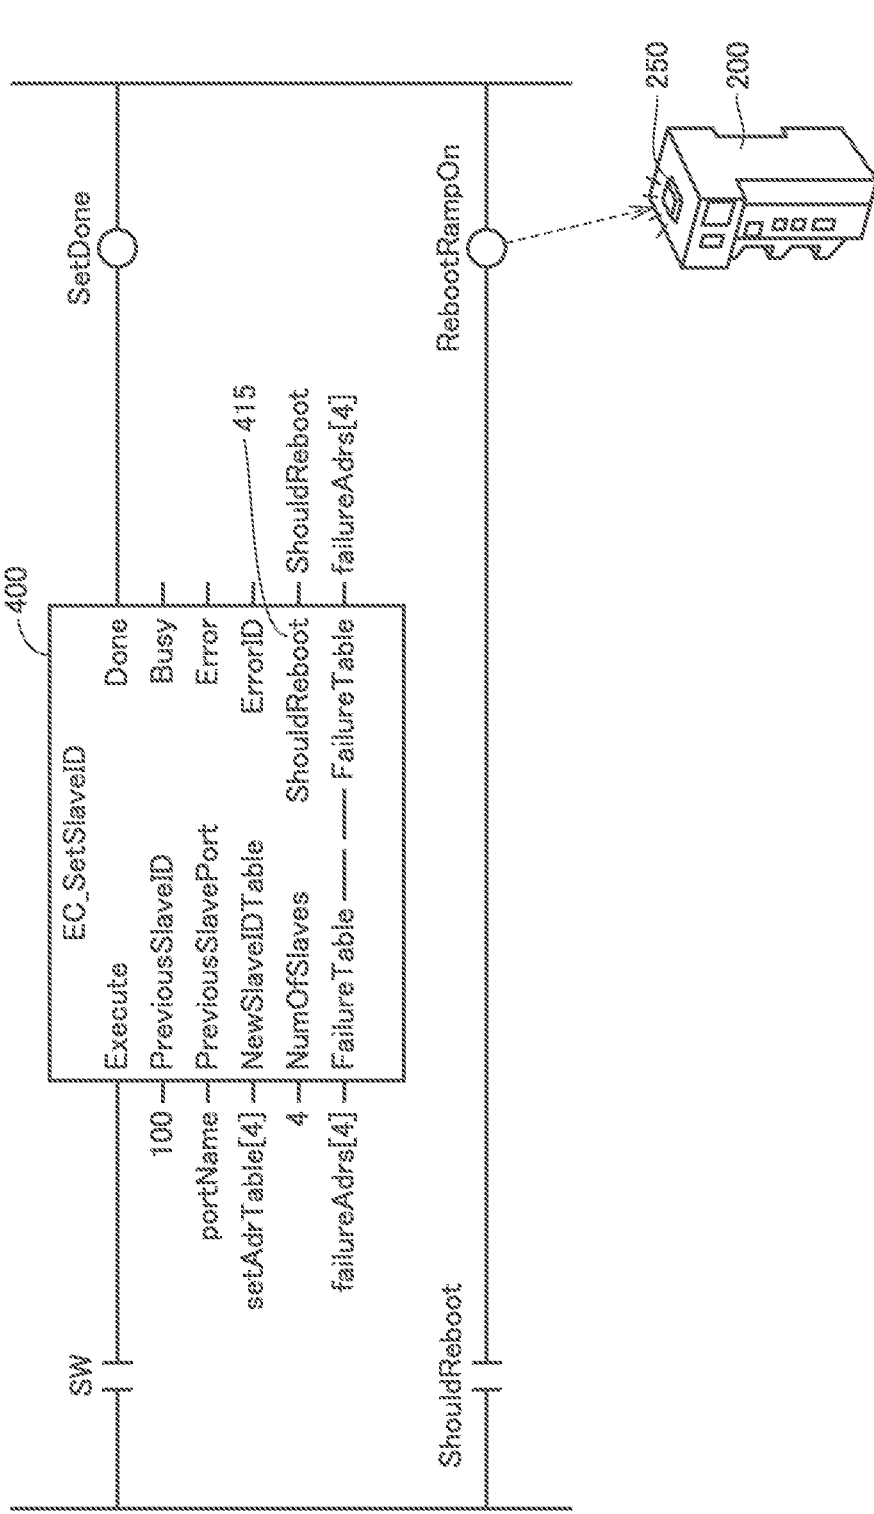 400
EC_SetSlaveID
SW
Execute
Done
SetDone
100
PreviousSlaveID
Busy
portName
PreviousSlavePort
Error
setAdrTable[4]
NewSlaveIDTable
ErrorID
415
4
NumOfSlaves
ShouldReboot
ShouldReboot
failureAdrs[4]
FailureTable
FailureTable
failureAdrs[4]
ShouldReboot
RebootRampOn
250
200